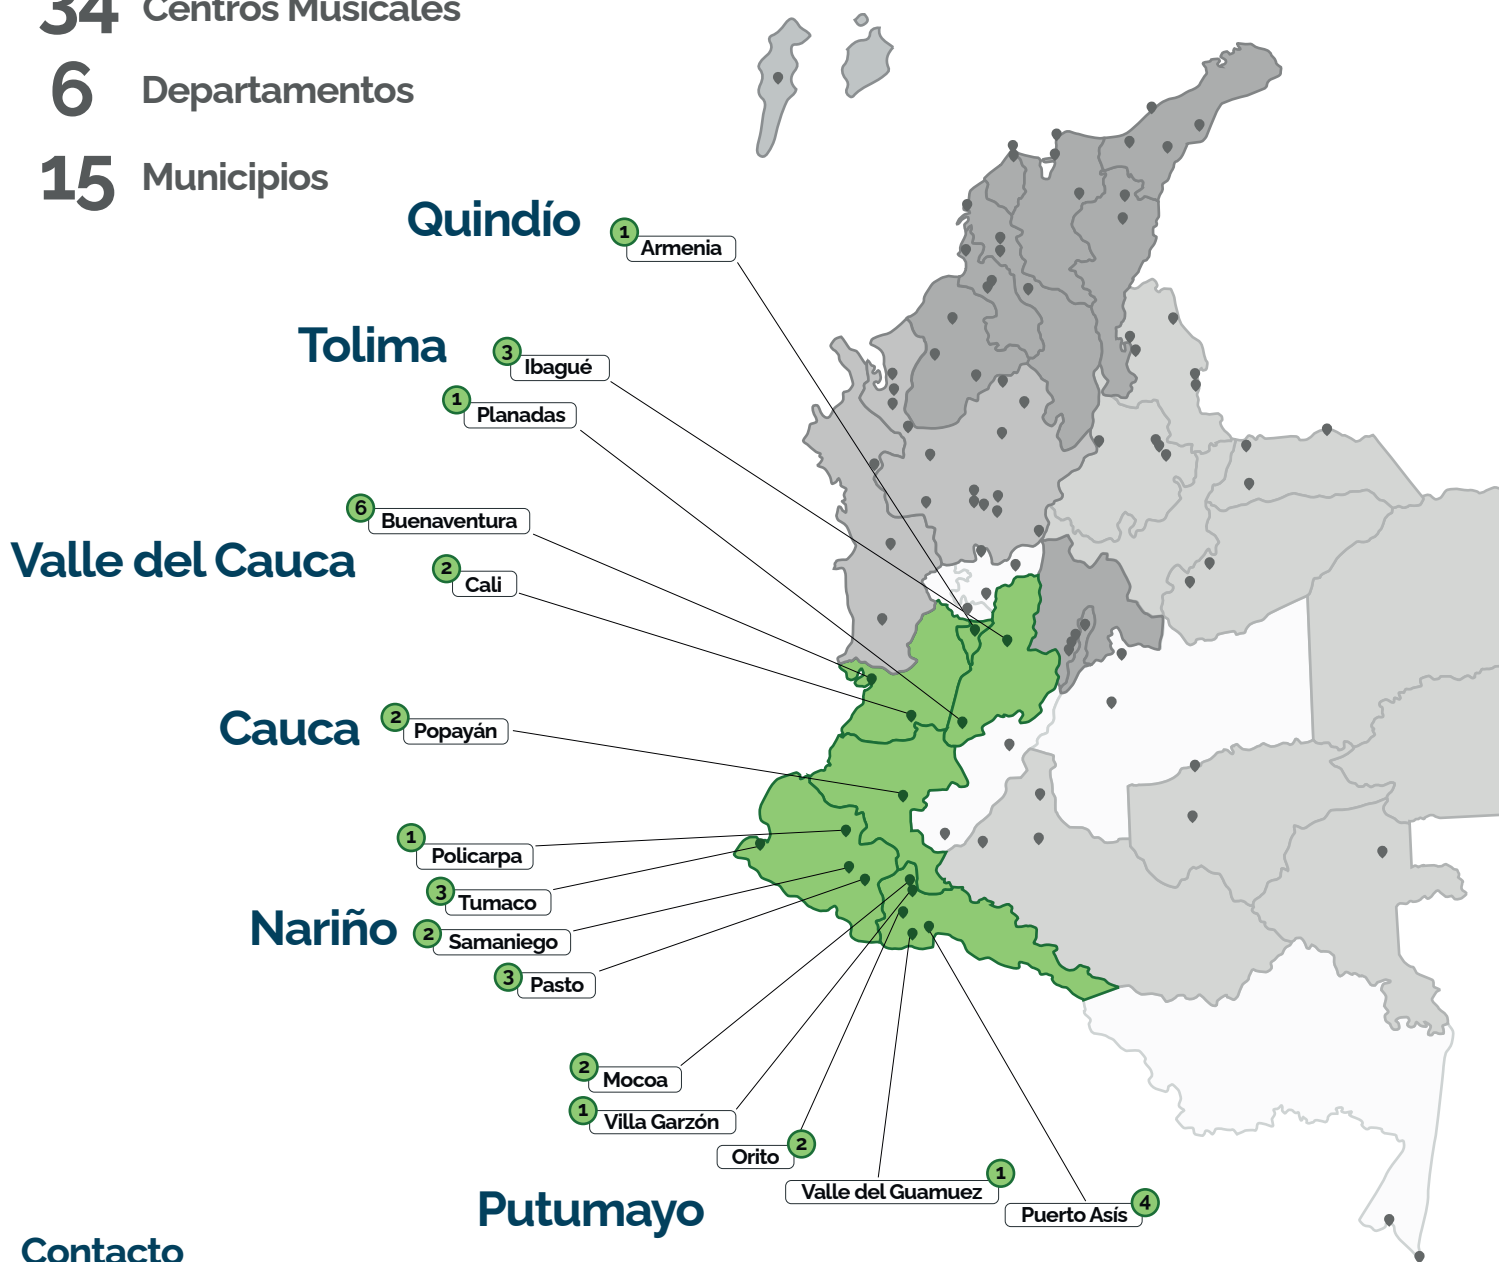 34 Centros Musicales
6 Departamentos
15 Municipios
Quindío
1 Armenia
Tolima
3 Ibagué
1 Planadas
Valle del Cauca
6 Buenaventura
2 Cali
Cauca
2 Popayán
Nariño
1 Policarpa
3 Tumaco
2 Samaniego
3 Pasto
Putumayo
2 Mocoa
1 Villa Garzón
Orito 2
Valle del Guamuez 1
Puerto Asís 4
Contacto